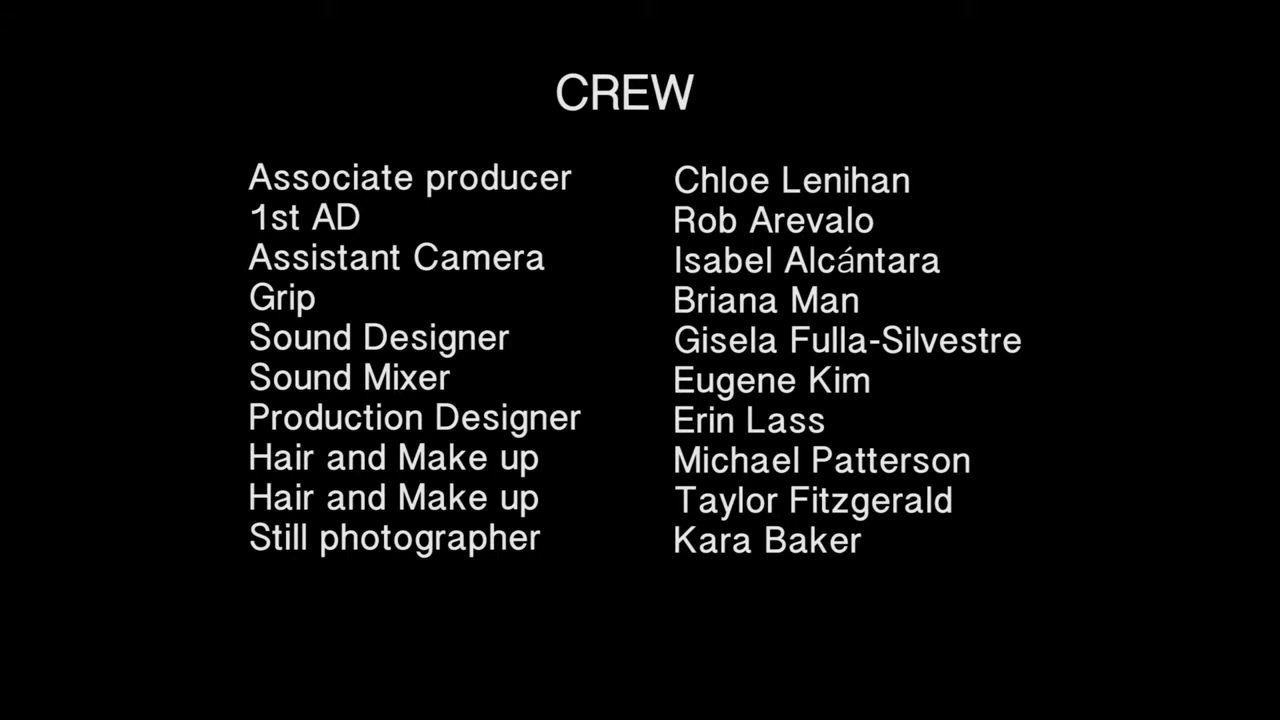 CREW
Associate producer Chloe Lenihan
1st AD Rob Arevalo
Assistant Camera Isabel Alcántara
Grip Briana Man
Sound Designer Gisela Fulla-Silvestre
Sound Mixer Eugene Kim
Production Designer Erin Lass
Hair and Make up Michael Patterson
Hair and Make up Taylor Fitzgerald
Still photographer Kara Baker